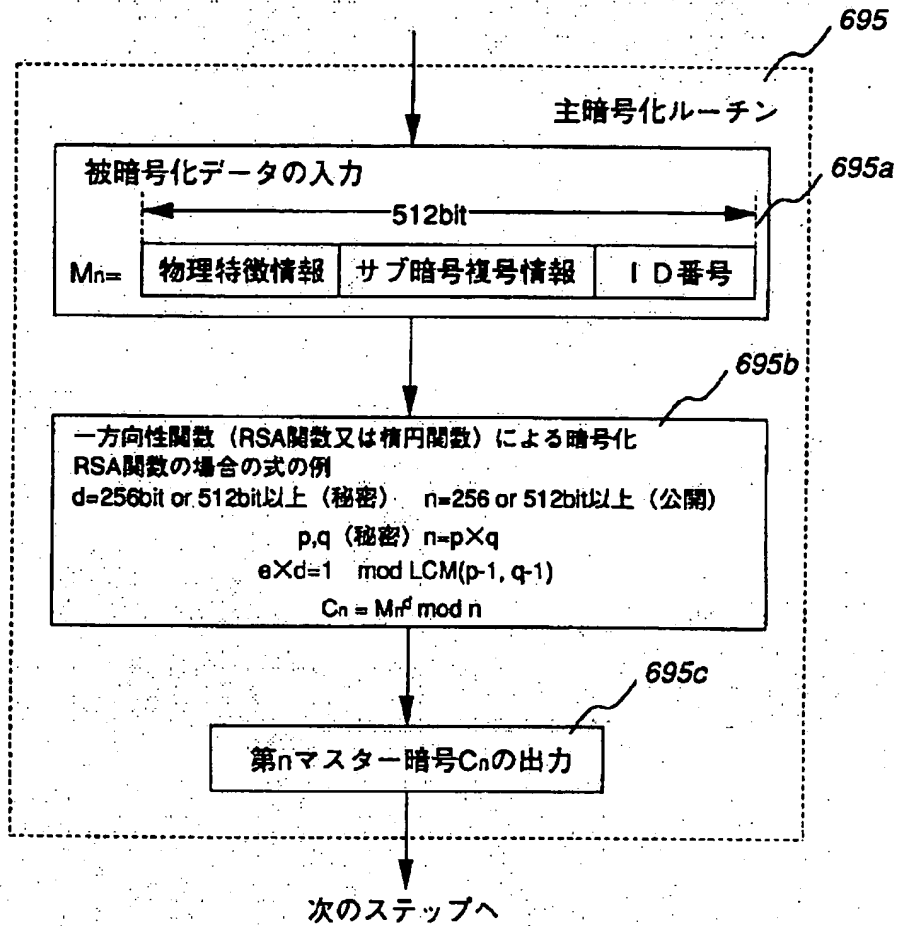 695
主暗号化ルーチン
被暗号化データの入力
695a
512bit
Mn= 物理特徴情報 サブ暗号複号情報 ID番号
695b
一方向性関数（RSA関数又は楕円関数）による暗号化
RSA関数の場合の式の例
d=256bit or 512bit以上（秘密） n=256 or 512bit以上（公開）
p,q（秘密）n=p×q
e×d=1 mod LCM(p-1, q-1)
Cn = Mn^d mod n
695c
第nマスター暗号Cnの出力
次のステップへ